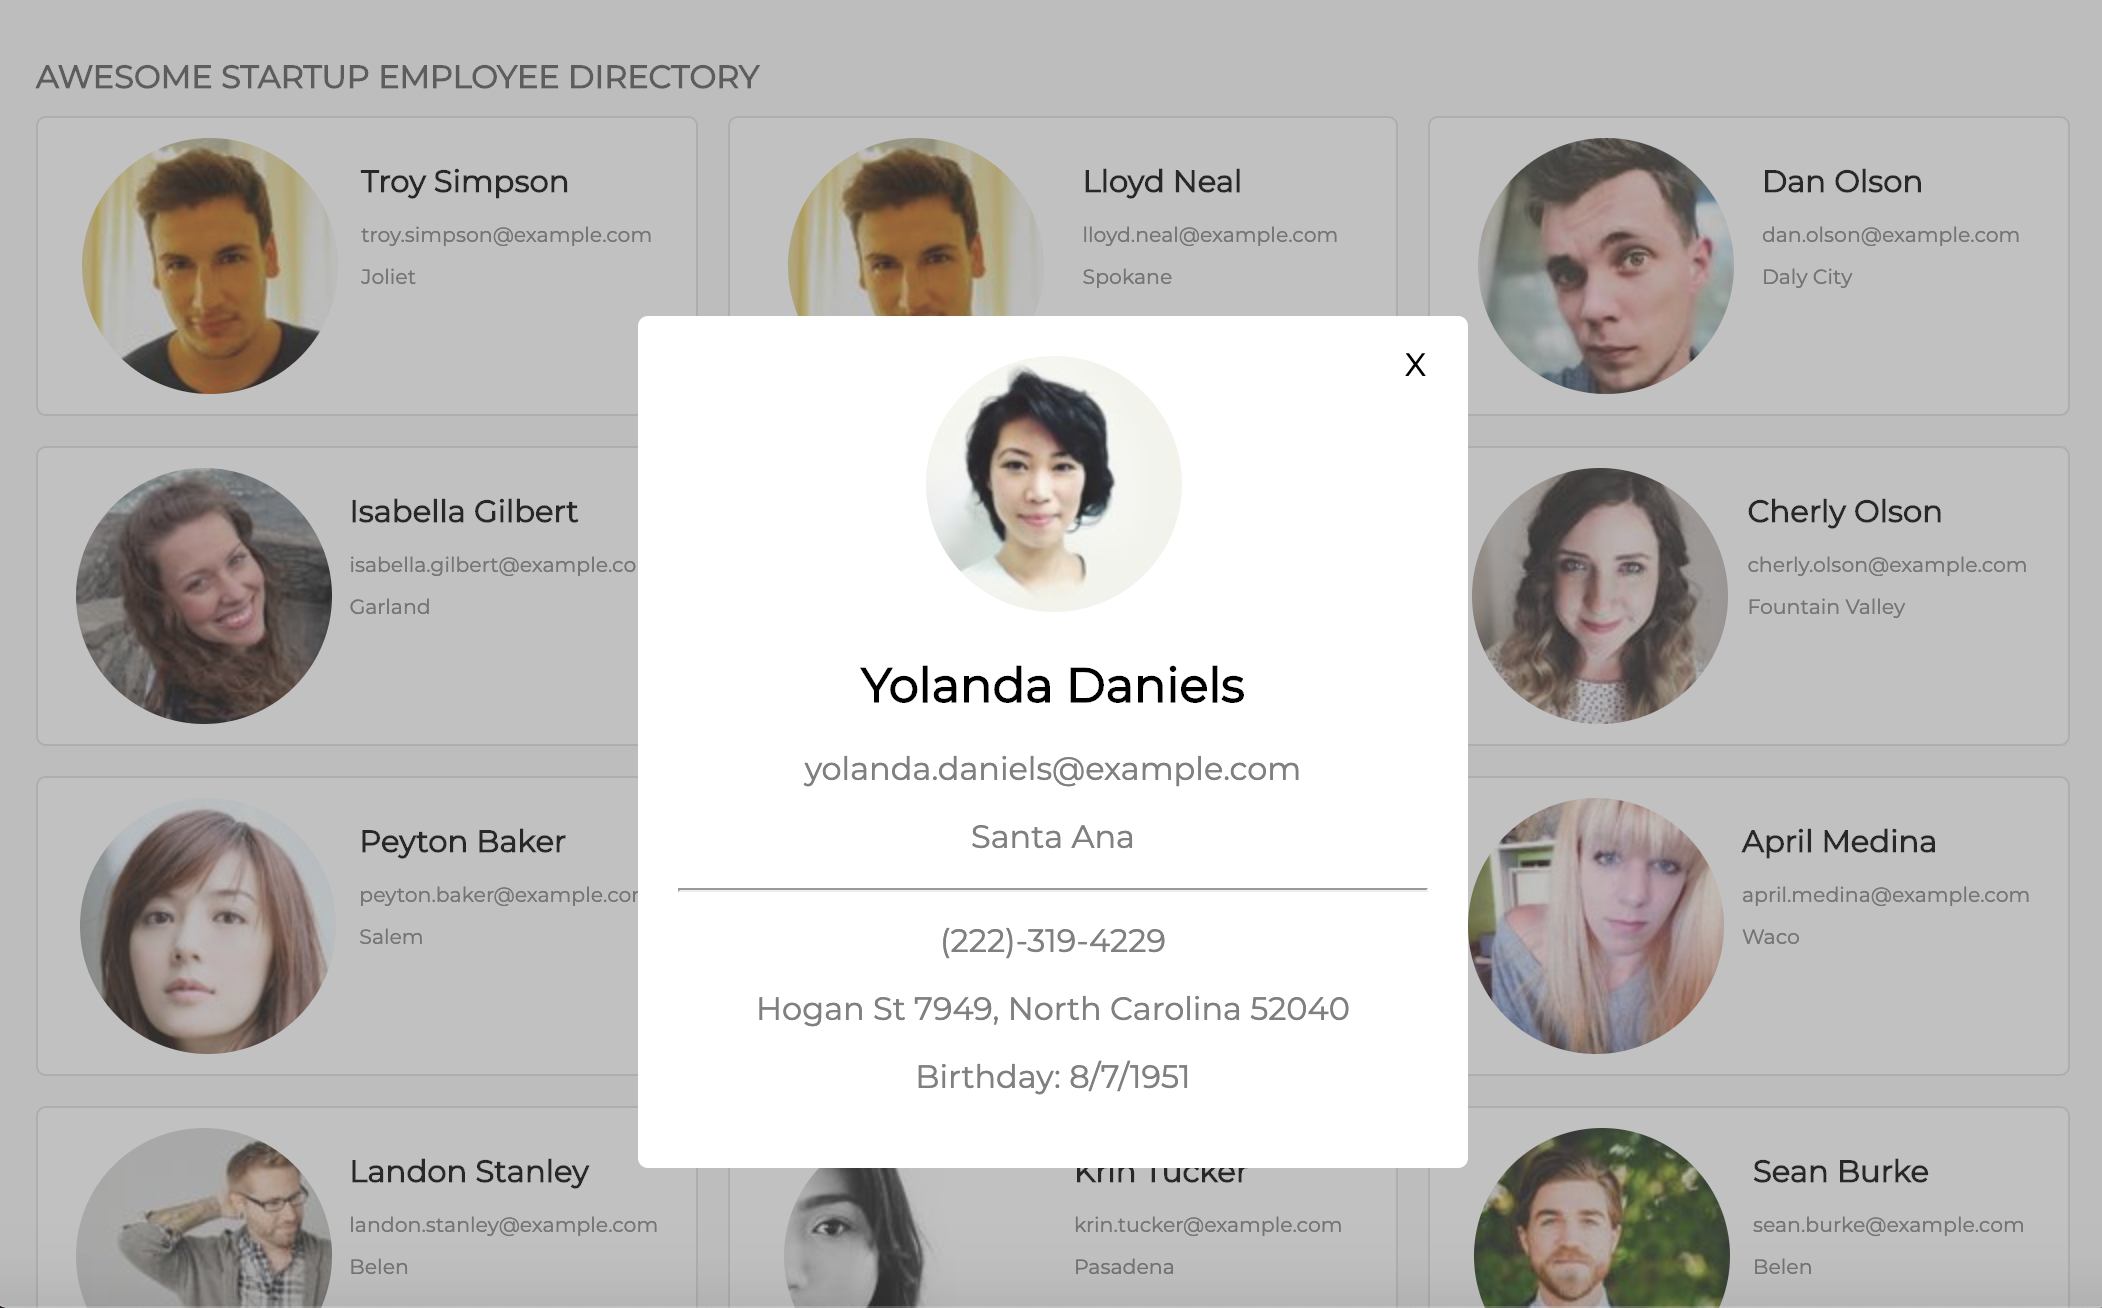 AWESOME STARTUP EMPLOYEE DIRECTORY
Troy Simpson
troy.simpson@example.com
Joliet
Lloyd Neal
lloyd.neal@example.com
Spokane
Dan Olson
dan.olson@example.com
Daly City
Isabella Gilbert
isabella.gilbert@example.co
Garland
X
Yolanda Daniels
yolanda.daniels@example.com
Santa Ana
(222)-319-4229
Hogan St 7949, North Carolina 52040
Birthday: 8/7/1951
Cherly Olson
cherly.olson@example.com
Fountain Valley
Peyton Baker
peyton.baker@example.cor
Salem
April Medina
april.medina@example.com
Waco
Landon Stanley
landon.stanley@example.com
Belen
Krin Tucker
krin.tucker@example.com
Pasadena
Sean Burke
sean.burke@example.com
Belen